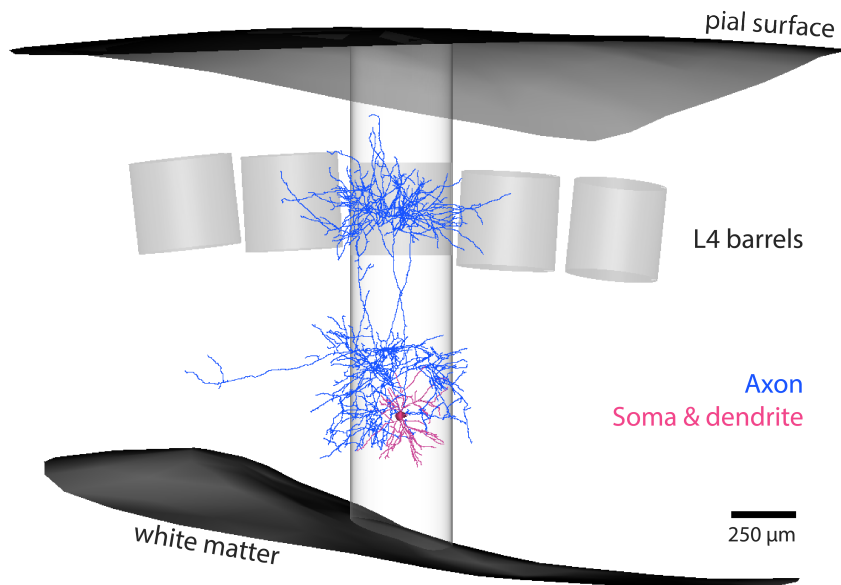 pial surface
L4 barrels
Axon
Soma & dendrite
250 µm
white matter